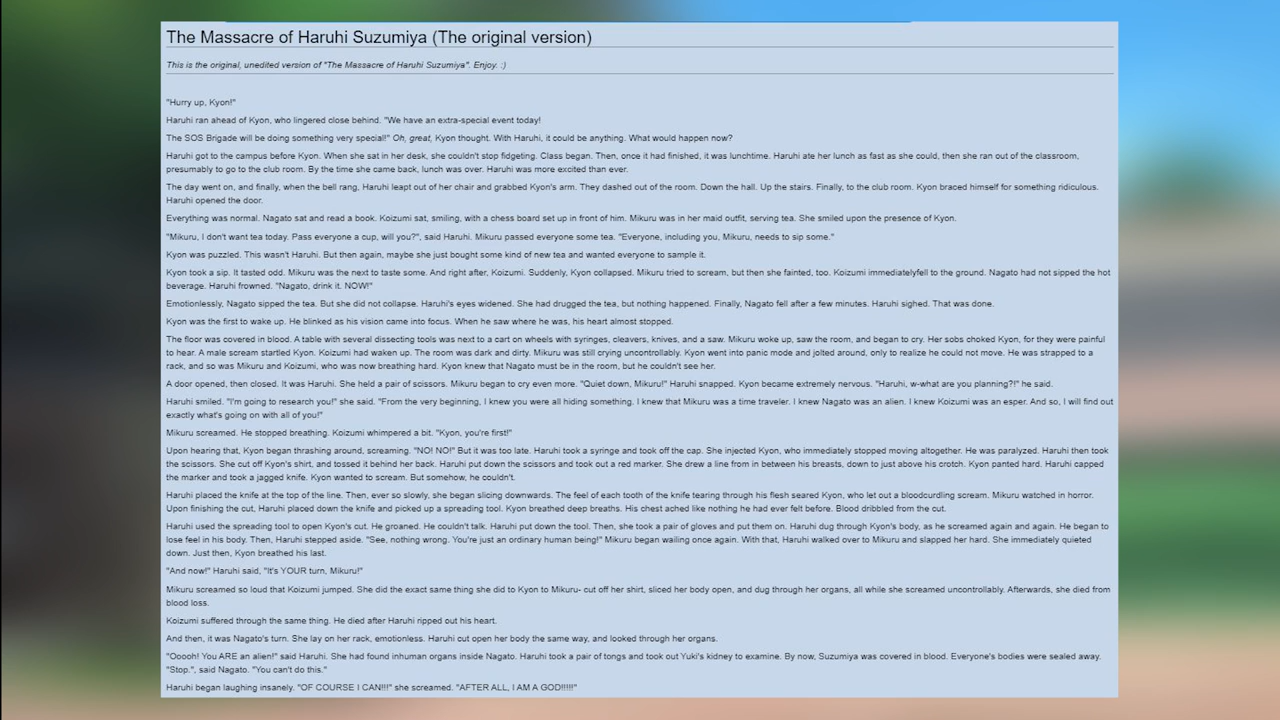 The Massacre of Haruhi Suzumiya (The original version)
This is the original, unedited version of "The Massacre of Haruhi Suzumiya". Enjoy. :)
"Hurry up, Kyon!"
Haruhi ran ahead of Kyon, who lingered close behind. "We have an extra-special event today!
The SOS Brigade will be doing something very special!" Oh, great, Kyon thought. With Haruhi, it could be anything. What would happen now?
Haruhi got to the campus before Kyon. When she sat in her desk, she couldn't stop fidgeting. Class began. Then, once it had finished, it was lunchtime. Haruhi ate her lunch as fast as she could, then she ran out of the classroom,
presumably to go to the club room. By the time she came back, lunch was over. Haruhi was more excited than ever.
The day went on, and finally, when the bell rang, Haruhi leapt out of her chair and grabbed Kyon's arm. They dashed out of the room. Down the hall. Up the stairs. Finally, to the club room. Kyon braced himself for something ridiculous.
Haruhi opened the door.
Everything was normal. Nagato sat and read a book. Koizumi sat, smiling, with a chess board set up in front of him. Mikuru was in her maid outfit, serving tea. She smiled upon the presence of Kyon.
"Mikuru, I don't want tea today. Pass everyone a cup, will you?", said Haruhi. Mikuru passed everyone some tea. "Everyone, including you, Mikuru, needs to sip some."
Kyon was puzzled. This wasn't Haruhi. But then again, maybe she just bought some kind of new tea and wanted everyone to sample it.
Kyon took a sip. It tasted odd. Mikuru was the next to taste some. And right after, Koizumi. Suddenly, Kyon collapsed. Mikuru tried to scream, but then she fainted, too. Koizumi immediatelyfell to the ground. Nagato had not sipped the hot
beverage. Haruhi frowned. "Nagato, drink it. NOW!"
Emotionlessly, Nagato sipped the tea. But she did not collapse. Haruhi's eyes widened. She had drugged the tea, but nothing happened. Finally, Nagato fell after a few minutes. Haruhi sighed. That was done.
Kyon was the first to wake up. He blinked as his vision came into focus. When he saw where he was, his heart almost stopped.
The floor was covered in blood. A table with several dissecting tools was next to a cart on wheels with syringes, cleavers, knives, and a saw. Mikuru woke up, saw the room, and began to cry. Her sobs choked Kyon, for they were painful
to hear. A male scream startled Kyon. Koizumi had waken up. The room was dark and dirty. Mikuru was still crying uncontrollably. Kyon went into panic mode and jolted around, only to realize he could not move. He was strapped to a
rack, and so was Mikuru and Koizumi, who was now breathing hard. Kyon knew that Nagato must be in the room, but he couldn't see her.
A door opened, then closed. It was Haruhi. She held a pair of scissors. Mikuru began to cry even more. "Quiet down, Mikuru!" Haruhi snapped. Kyon became extremely nervous. "Haruhi, w-what are you planning?!" he said.
Haruhi smiled. "I'm going to research you!" she said. "From the very beginning, I knew you were all hiding something. I knew that Mikuru was a time traveler. I knew Nagato was an alien. I knew Koizumi was an esper. And so, I will find out
exactly what's going on with all of you!"
Mikuru screamed. He stopped breathing. Koizumi whimpered a bit. "Kyon, you're first!"
Upon hearing that, Kyon began thrashing around, screaming. "NO! NO!" But it was too late. Haruhi took a syringe and took off the cap. She injected Kyon, who immediately stopped moving altogether. He was paralyzed. Haruhi then took
the scissors. She cut off Kyon's shirt, and tossed it behind her back. Haruhi put down the scissors and took out a red marker. She drew a line from in between his breasts, down to just above his crotch. Kyon panted hard. Haruhi capped
the marker and took a jagged knife. Kyon wanted to scream. But somehow, he couldn't.
Haruhi placed the knife at the top of the line. Then, ever so slowly, she began slicing downwards. The feel of each tooth of the knife tearing through his flesh seared Kyon, who let out a bloodcurdling scream. Mikuru watched in horror.
Upon finishing the cut, Haruhi placed down the knife and picked up a spreading tool. Kyon breathed deep breaths. His chest ached like nothing he had ever felt before. Blood dribbled from the cut.
Haruhi used the spreading tool to open Kyon's cut. He groaned. He couldn't talk. Haruhi put down the tool. Then, she took a pair of gloves and put them on. Haruhi dug through Kyon's body, as he screamed again and again. He began to
lose feel in his body. Then, Haruhi stepped aside. "See, nothing wrong. You're just an ordinary human being!" Mikuru began wailing once again. With that, Haruhi walked over to Mikuru and slapped her hard. She immediately quieted
down. Just then, Kyon breathed his last.
"And now!" Haruhi said, "It's YOUR turn, Mikuru!"
Mikuru screamed so loud that Koizumi jumped. She did the exact same thing she did to Kyon to Mikuru- cut off her shirt, sliced her body open, and dug through her organs, all while she screamed uncontrollably. Afterwards, she died from
blood loss.
Koizumi suffered through the same thing. He died after Haruhi ripped out his heart.
And then, it was Nagato's turn. She lay on her rack, emotionless. Haruhi cut open her body the same way, and looked through her organs.
"Ooooh! You ARE an alien!" said Haruhi. She had found inhuman organs inside Nagato. Haruhi took a pair of tongs and took out Yuki's kidney to examine. By now, Suzumiya was covered in blood. Everyone's bodies were sealed away.
"Stop.", said Nagato. "You can't do this."
Haruhi began laughing insanely. "OF COURSE I CAN!!!" she screamed. "AFTER ALL, I AM A GOD!!!!!"